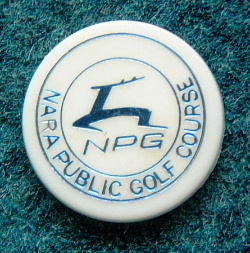 NPG
NARA PUBLIC GOLF COURSE